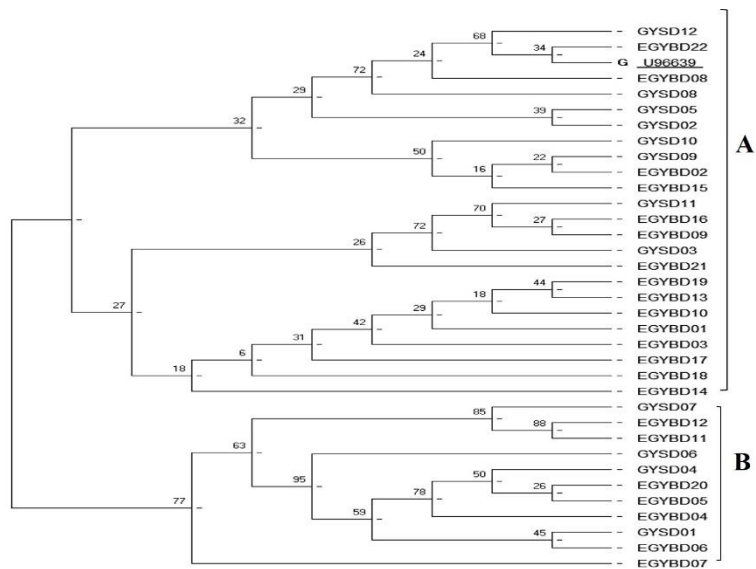 68 GYSD12
24 34 EGYBD22
G U96639
72 EGYBD08
29 GYSD08
39 GYSD05
32 GYSD02
50 GYSD10
A
22 GYSD09
16 EGYBD02
EGYBD15
70 GYSD11
72 27 EGYBD16
EGYBD09
26 GYSD03
EGYBD21
44 EGYBD19
18 EGYBD13
27 29 EGYBD10
42 EGYBD01
31 EGYBD03
6 EGYBD17
18 EGYBD18
EGYBD14
85 GYSD07
88 EGYBD12
63 EGYBD11
B
95 GYSD06
50 GYSD04
78 26 EGYBD20
77 EGYBD05
59 EGYBD04
45 GYSD01
EGYBD06
EGYBD07